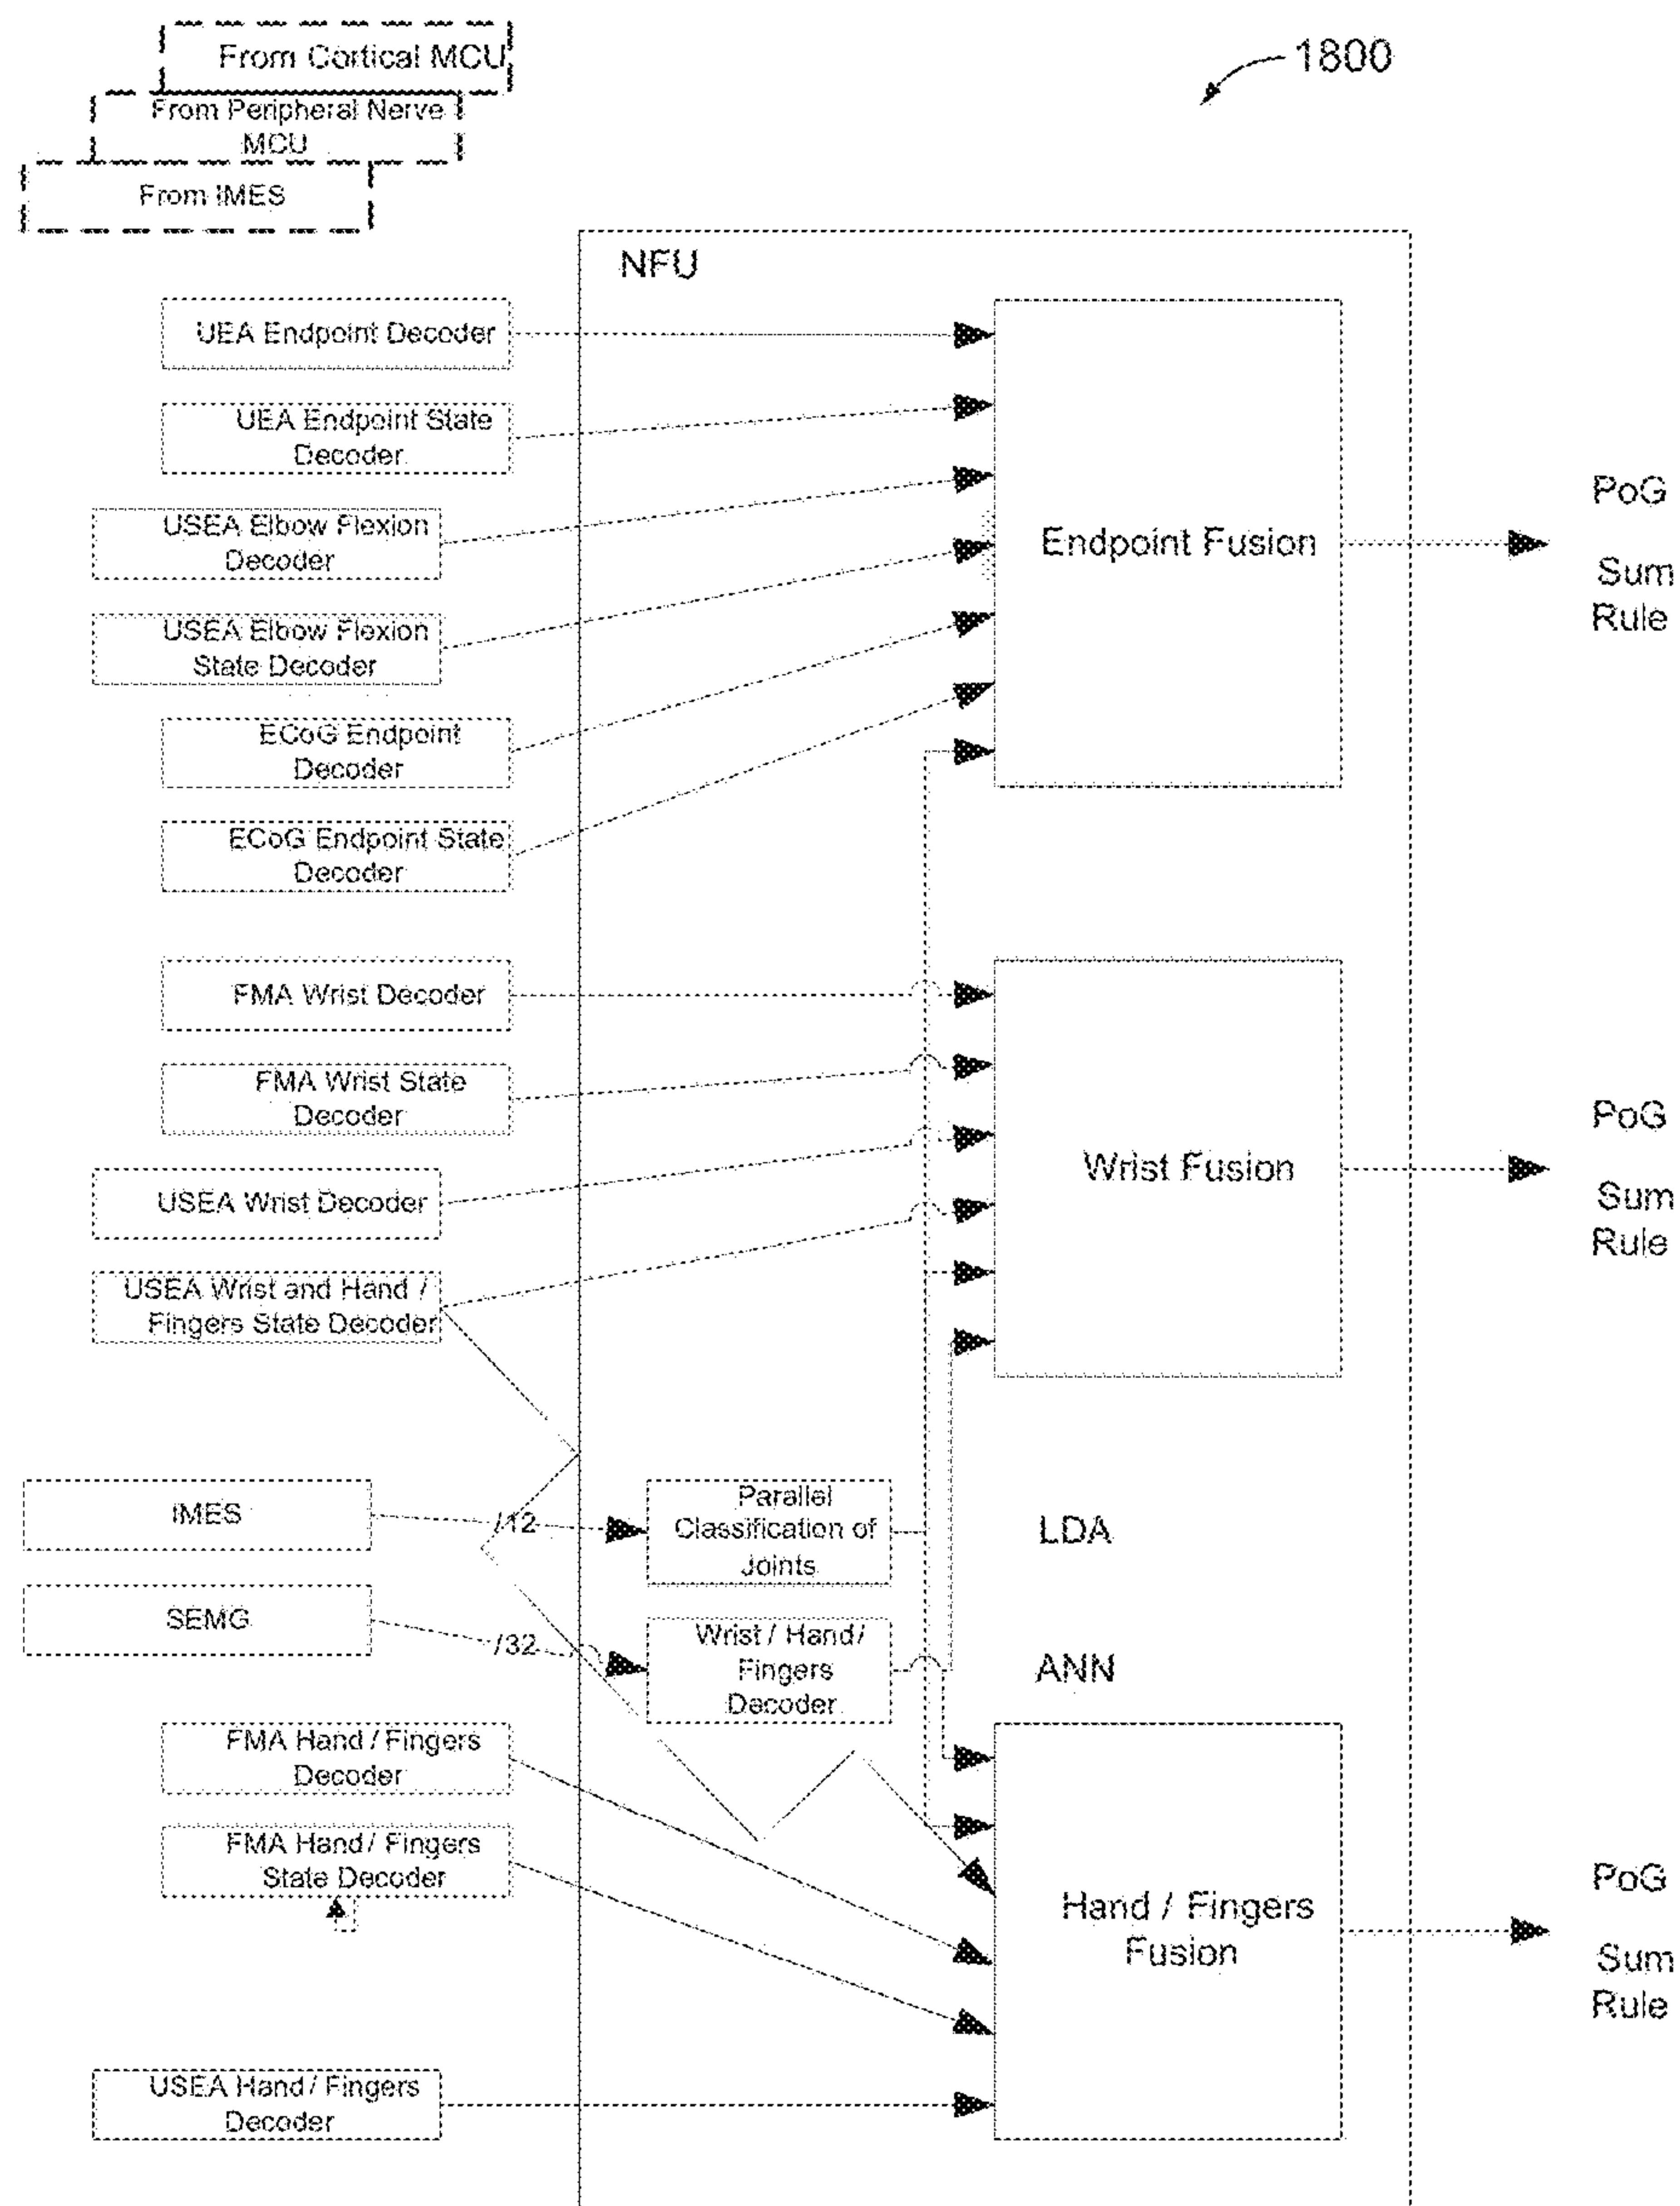 From Cortical MCU
From Peripheral Nerve
MCU
From IMES
1800
NFU
UEA Endpoint Decoder
UEA Endpoint State
Decoder
USEA Elbow Flexion
Decoder
USEA Elbow Flexion
State Decoder
ECoG Endpoint
Decoder
ECoG Endpoint State
Decoder
Endpoint Fusion
PoG
Sum
Rule
FMA Wrist Decoder
FMA Wrist State
Decoder
USEA Wrist Decoder
USEA Wrist and Hand /
Fingers State Decoder
Wrist Fusion
PoG
Sum
Rule
IMES
/12
Parallel
Classification of
Joints
LDA
SEMG
/32
Wrist / Hand /
Fingers
Decoder
ANN
FMA Hand / Fingers
Decoder
FMA Hand / Fingers
State Decoder
USEA Hand / Fingers
Decoder
Hand / Fingers
Fusion
PoG
Sum
Rule